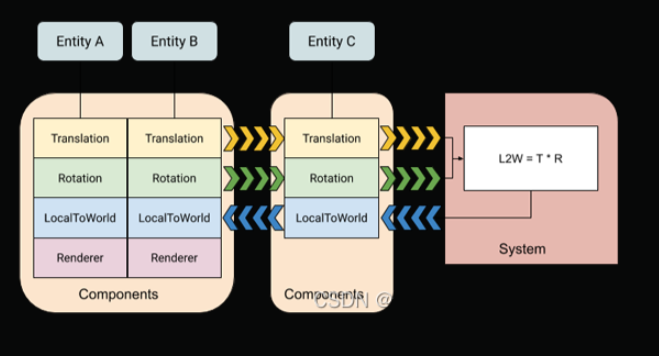 Entity A
Entity B
Entity C
Translation
Translation
Translation
Rotation
Rotation
Rotation
L2W = T * R
LocalToWorld
LocalToWorld
LocalToWorld
Renderer
Renderer
System
Components
Components
CSDN @